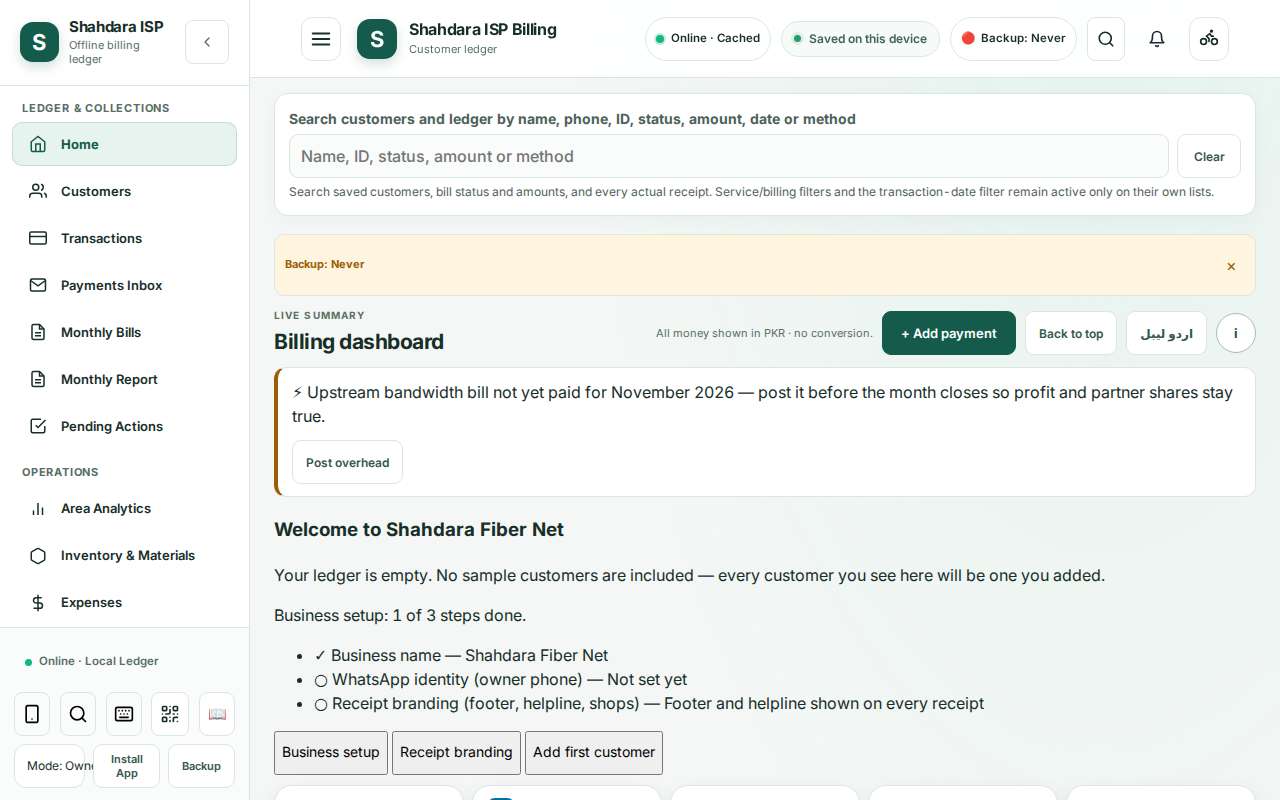 S
Shahdara ISP
Offline billing
ledger
LEDGER & COLLECTIONS
Home
Customers
Transactions
Payments Inbox
Monthly Bills
Monthly Report
Pending Actions
OPERATIONS
Area Analytics
Inventory & Materials
Expenses
Online · Local Ledger
Install
App
Backup
S
Shahdara ISP Billing
Customer ledger
Online · Cached
Saved on this device
Backup: Never
Search customers and ledger by name, phone, ID, status, amount, date or method
Name, ID, status, amount or method
Clear
Search saved customers, bill status and amounts, and every actual receipt. Service/billing filters and the transaction-date filter remain active only on their own lists.
Backup: Never
×
LIVE SUMMARY
Billing dashboard
All money shown in PKR · no conversion.
+ Add payment
Back to top
اردو لیبل
i
⚡ Upstream bandwidth bill not yet paid for November 2026 — post it before the month closes so profit and partner shares stay
true.
Post overhead
Welcome to Shahdara Fiber Net
Your ledger is empty. No sample customers are included — every customer you see here will be one you added.
Business setup: 1 of 3 steps done.
• ✓ Business name — Shahdara Fiber Net
• ○ WhatsApp identity (owner phone) — Not set yet
• ○ Receipt branding (footer, helpline, shops) — Footer and helpline shown on every receipt
Business setup
Receipt branding
Add first customer
Mode: